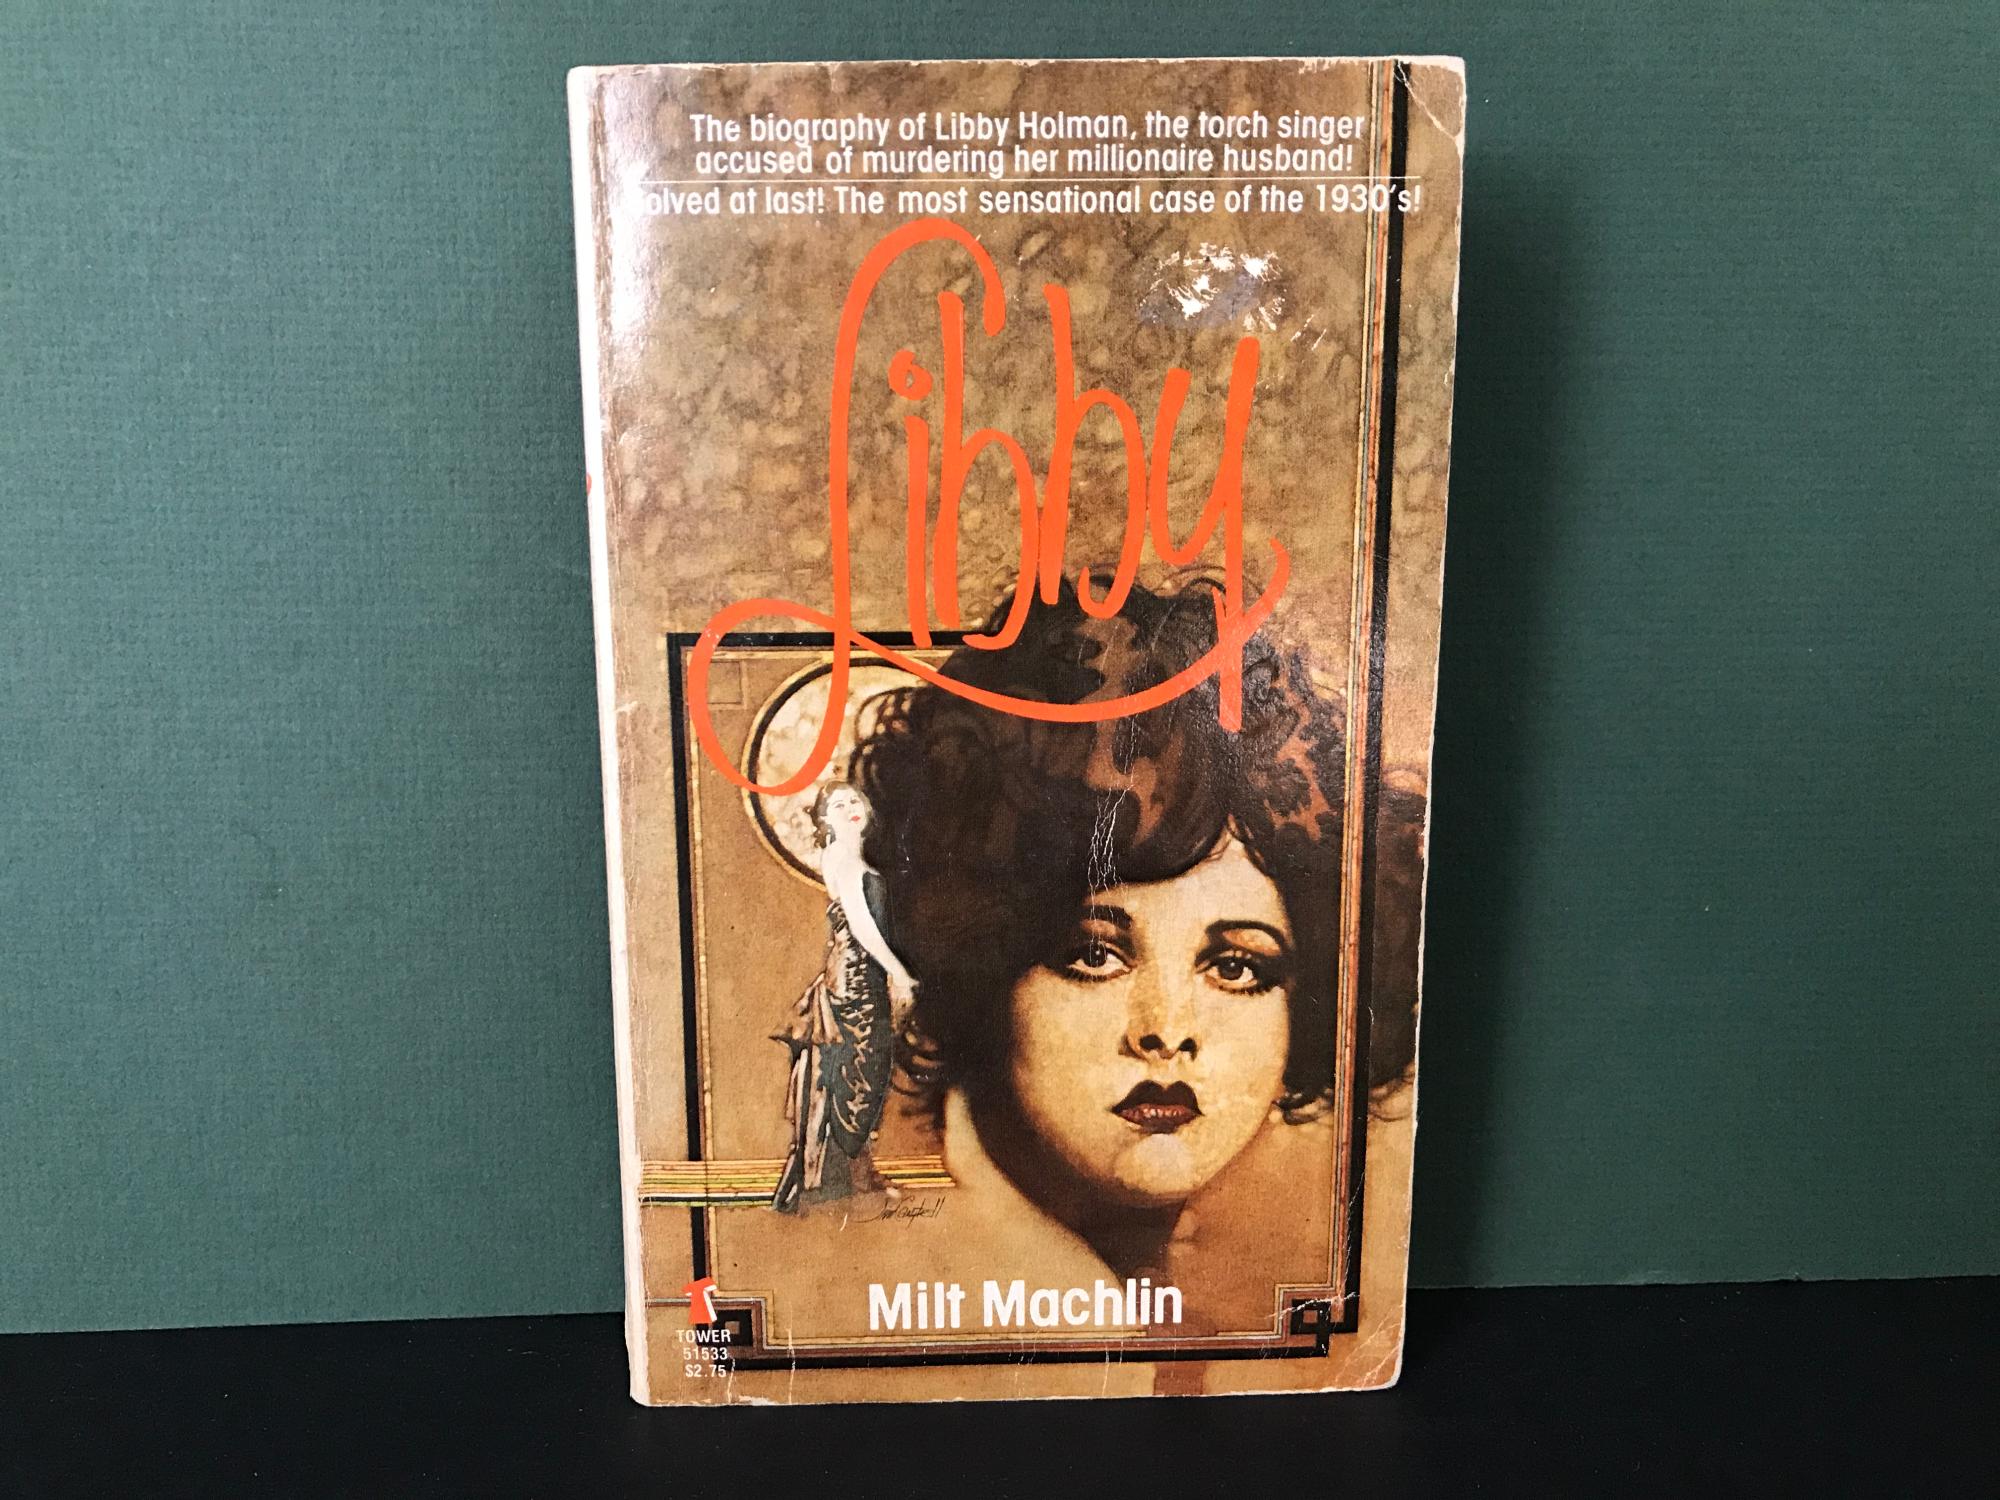 The biography of Libby Holman, the torch singer
accused of murdering her millionaire husband!
olved at last! The most sensational case of the 1930's!
Libby
Milt Machlin
TOWER
51533
$2.75